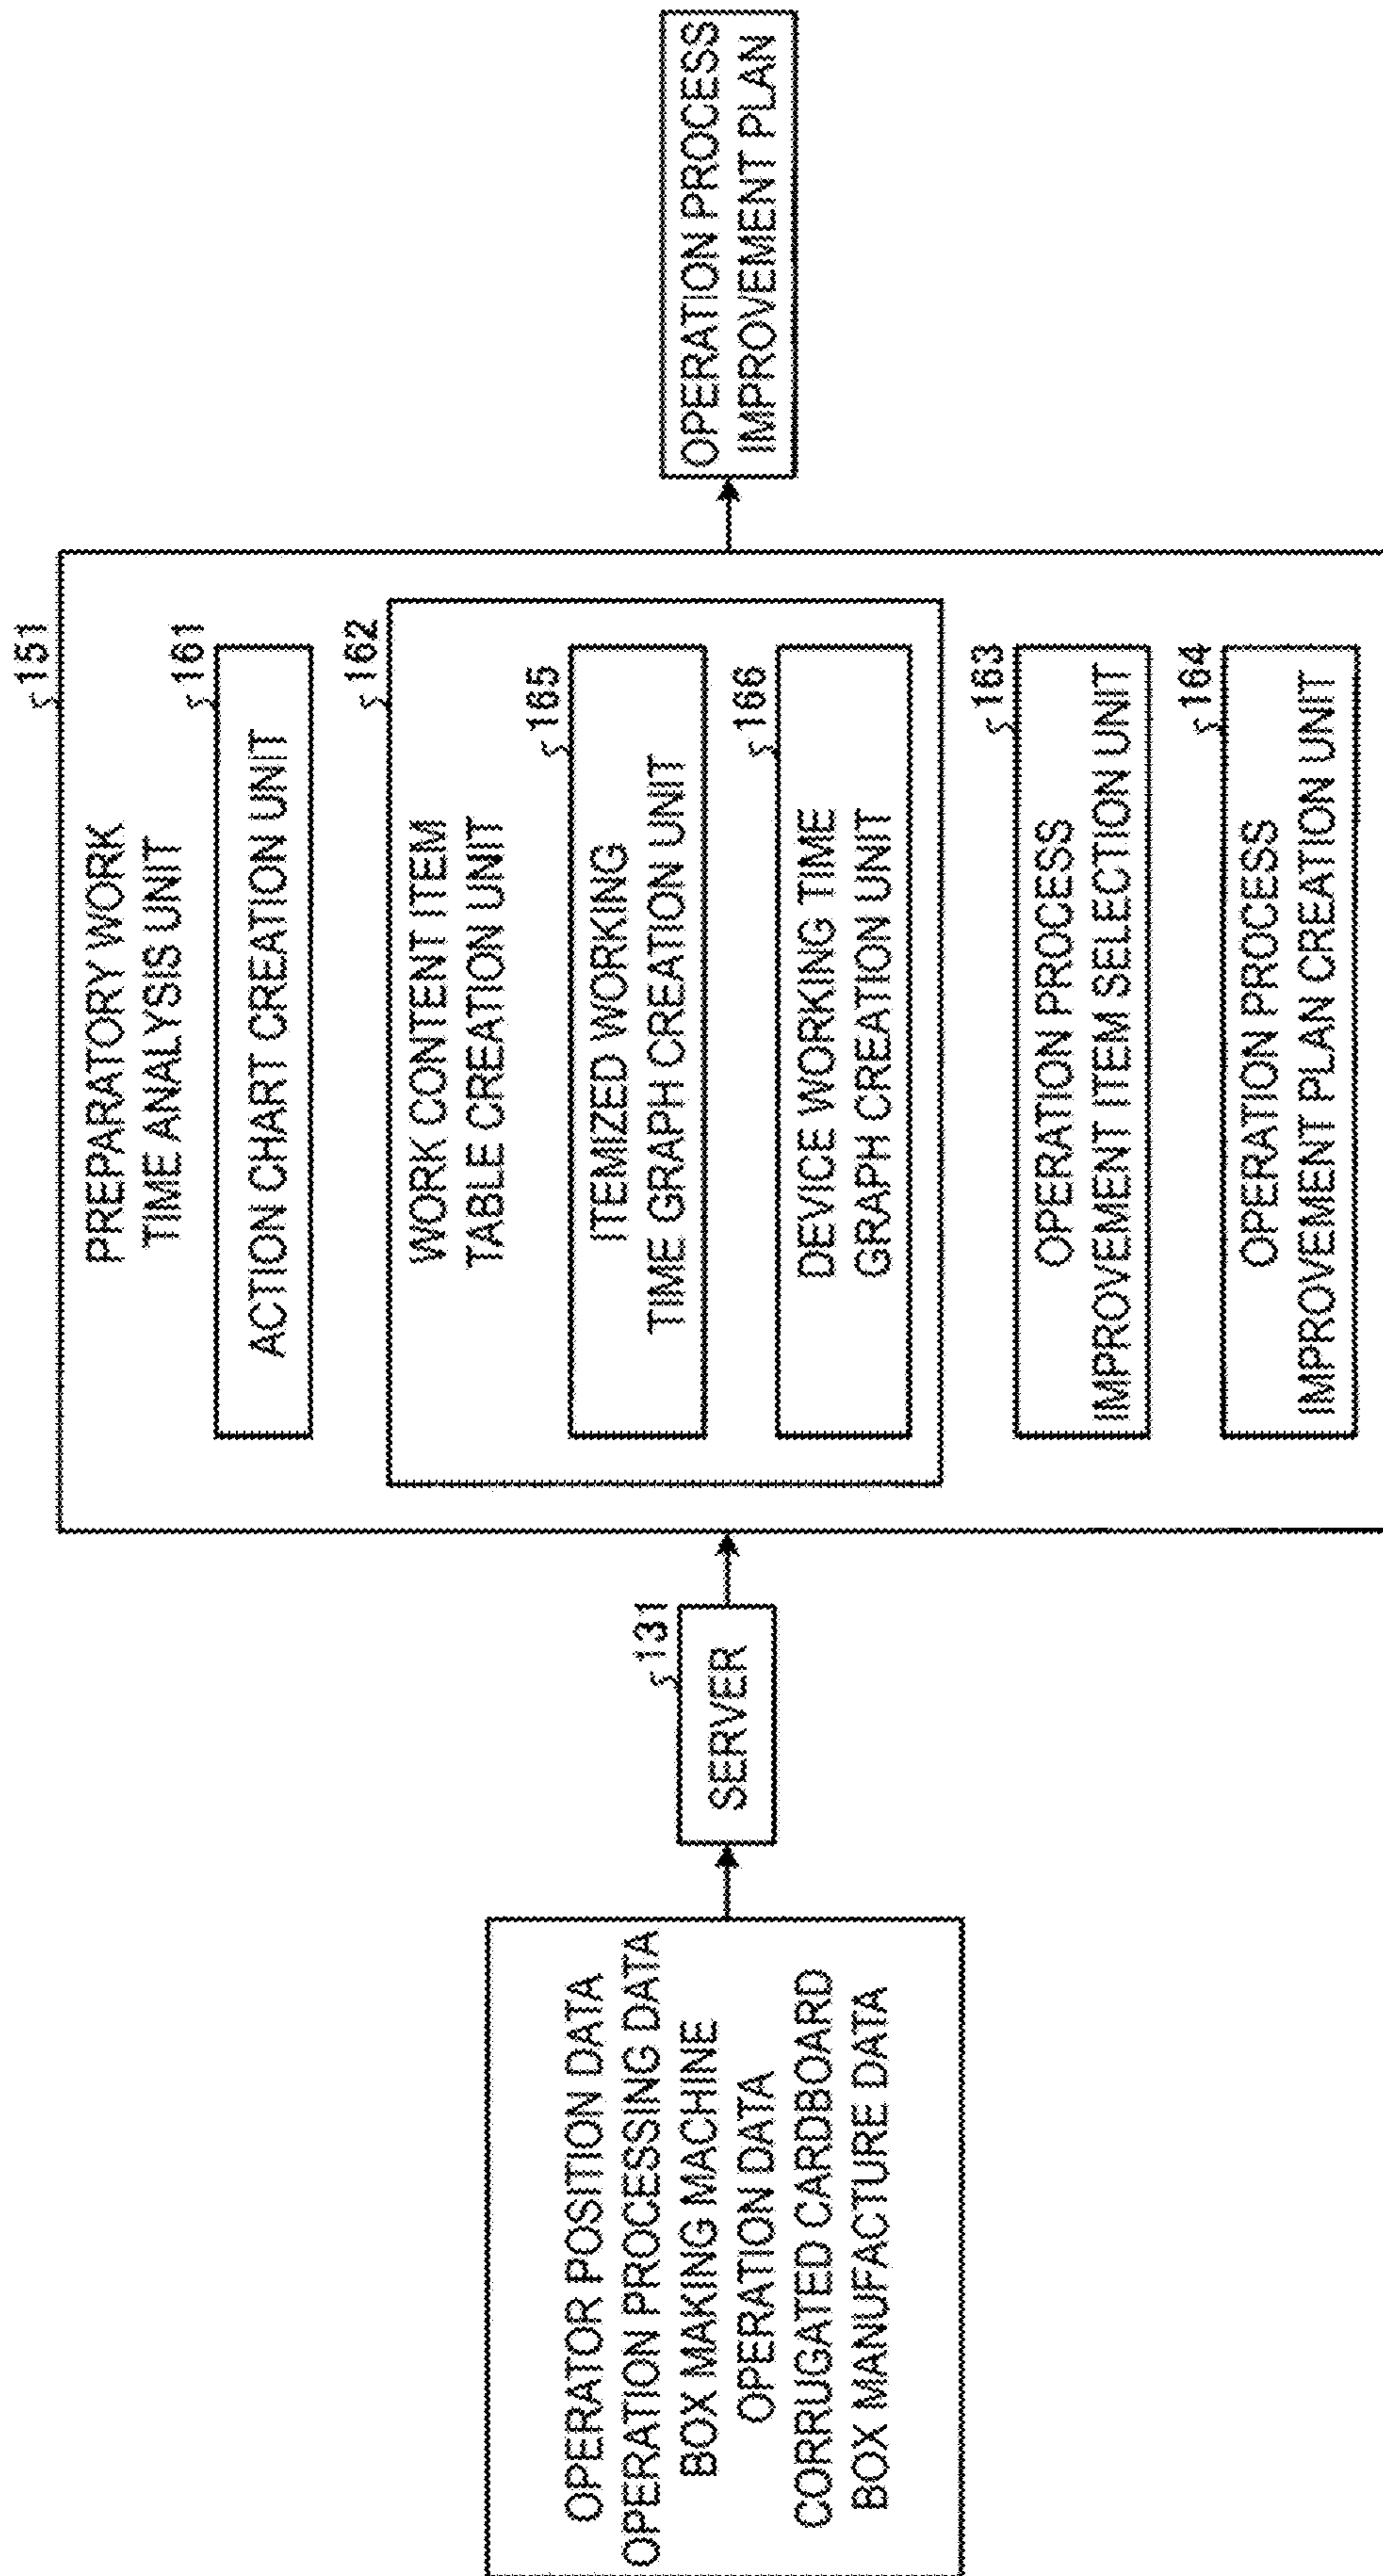 OPERATOR POSITION DATA
OPERATION PROCESSING DATA
BOX MAKING MACHINE
OPERATION DATA
CORRUGATED CARDBOARD
BOX MANUFACTURE DATA
131
SERVER
151
PREPARATORY WORK
TIME ANALYSIS UNIT
161
ACTION CHART CREATION UNIT
162
WORK CONTENT ITEM
TABLE CREATION UNIT
165
ITEMIZED WORKING
TIME GRAPH CREATION UNIT
166
DEVICE WORKING TIME
GRAPH CREATION UNIT
163
OPERATION PROCESS
IMPROVEMENT ITEM SELECTION UNIT
164
OPERATION PROCESS
IMPROVEMENT PLAN CREATION UNIT
OPERATION PROCESS
IMPROVEMENT PLAN